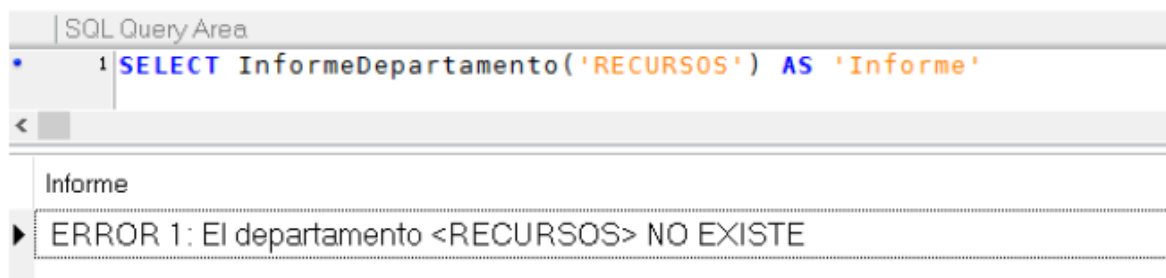 SQL Query Area
1 SELECT InformeDepartamento('RECURSOS') AS 'Informe'
Informe
ERROR 1: El departamento <RECURSOS> NO EXISTE